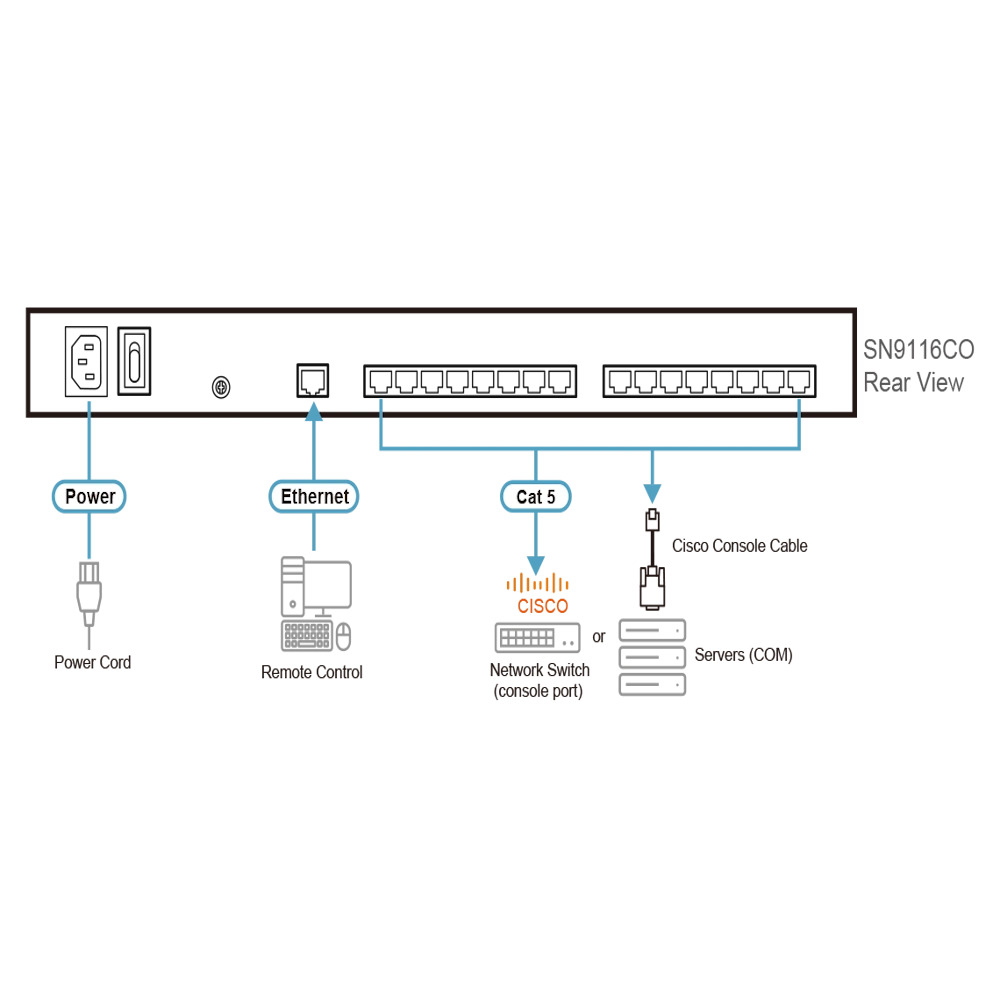 SN9116CO
Rear View
Power
Ethernet
Cat 5
Cisco Console Cable
CISCO
or
Power Cord
Remote Control
Network Switch
(console port)
Servers (COM)